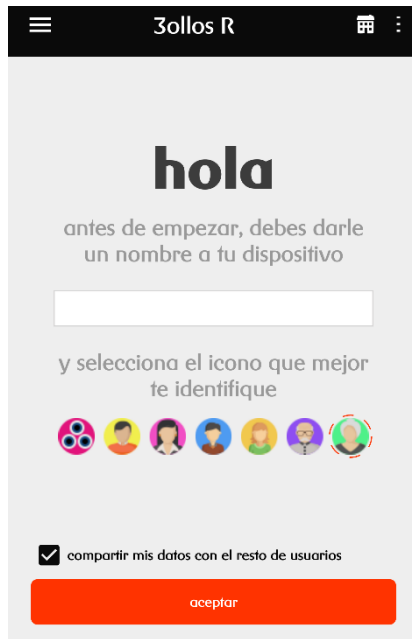 3ollos R
hola
antes de empezar, debes darle
un nombre a tu dispositivo
y selecciona el icono que mejor
te identifique
compartir mis datos con el resto de usuarios
aceptar